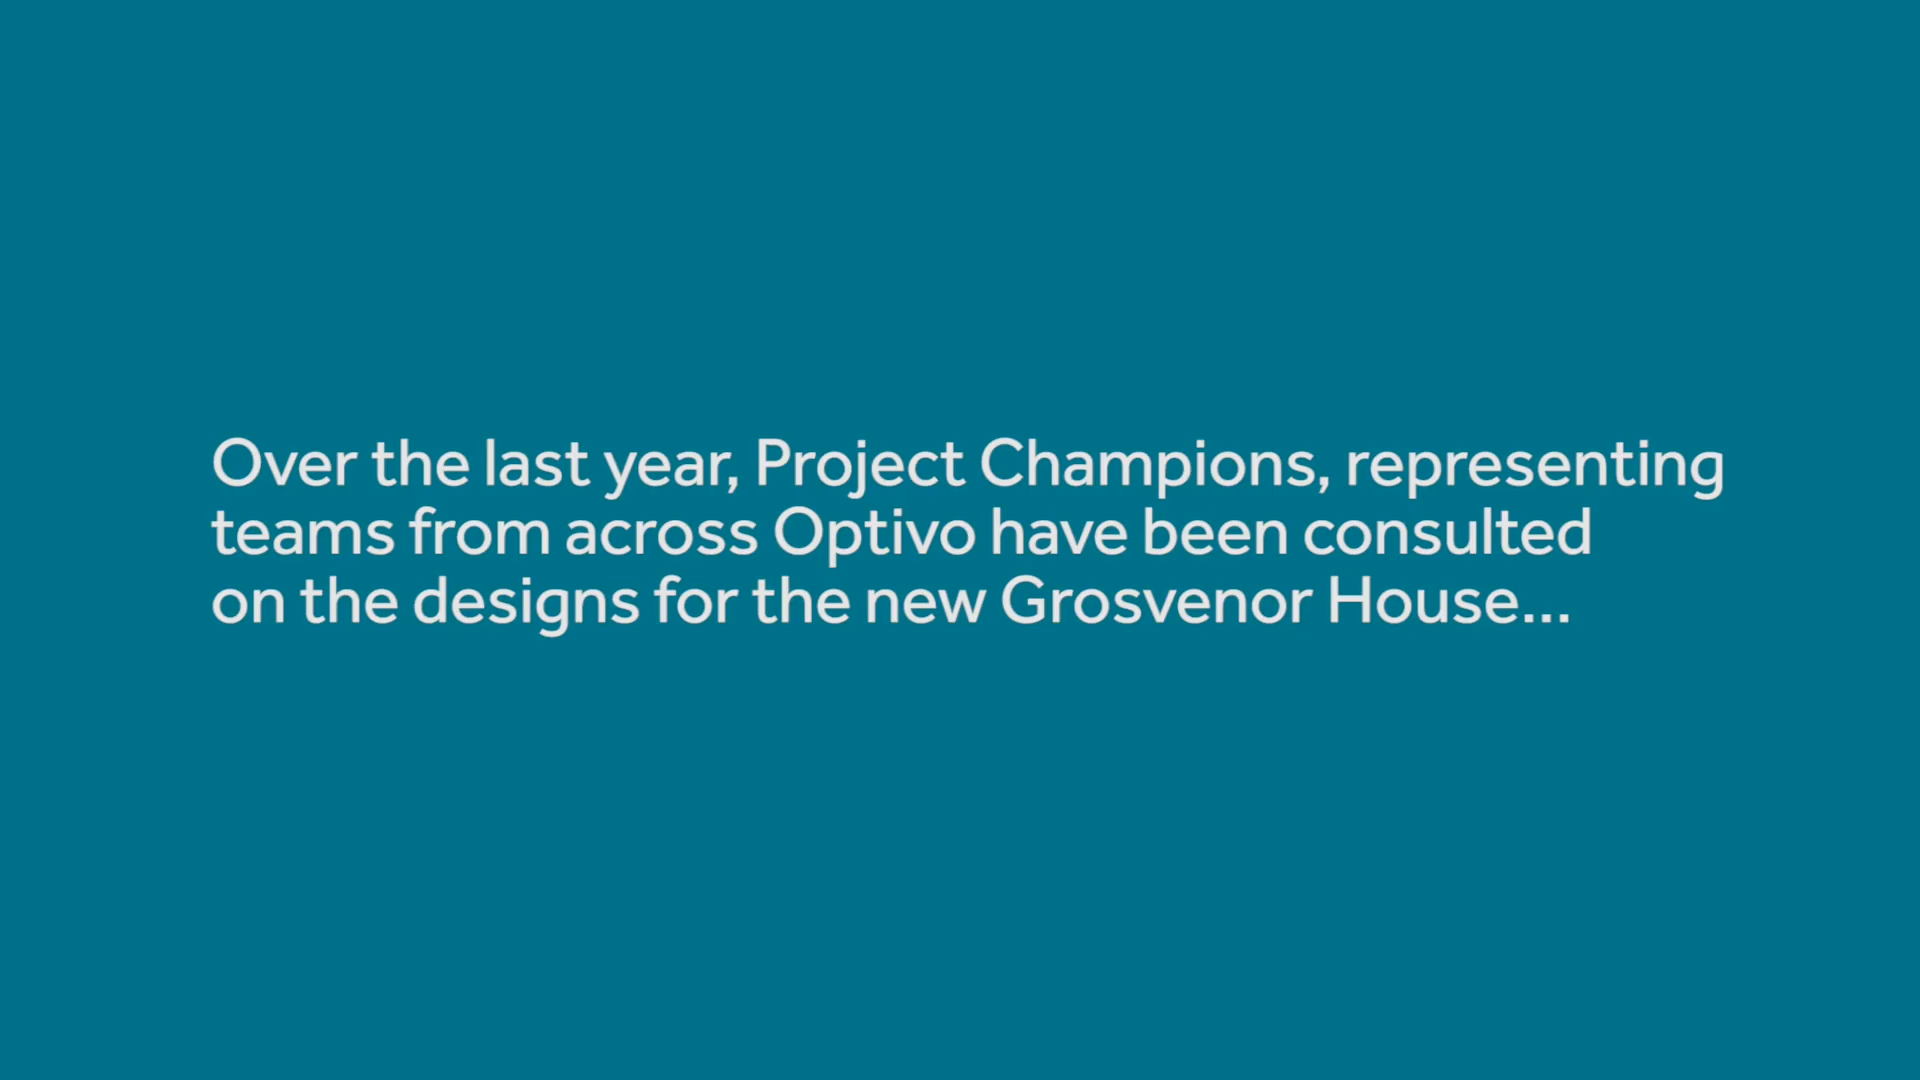 Over the last year, Project Champions, representing
teams from across Optivo have been consulted
on the designs for the new Grosvenor House...